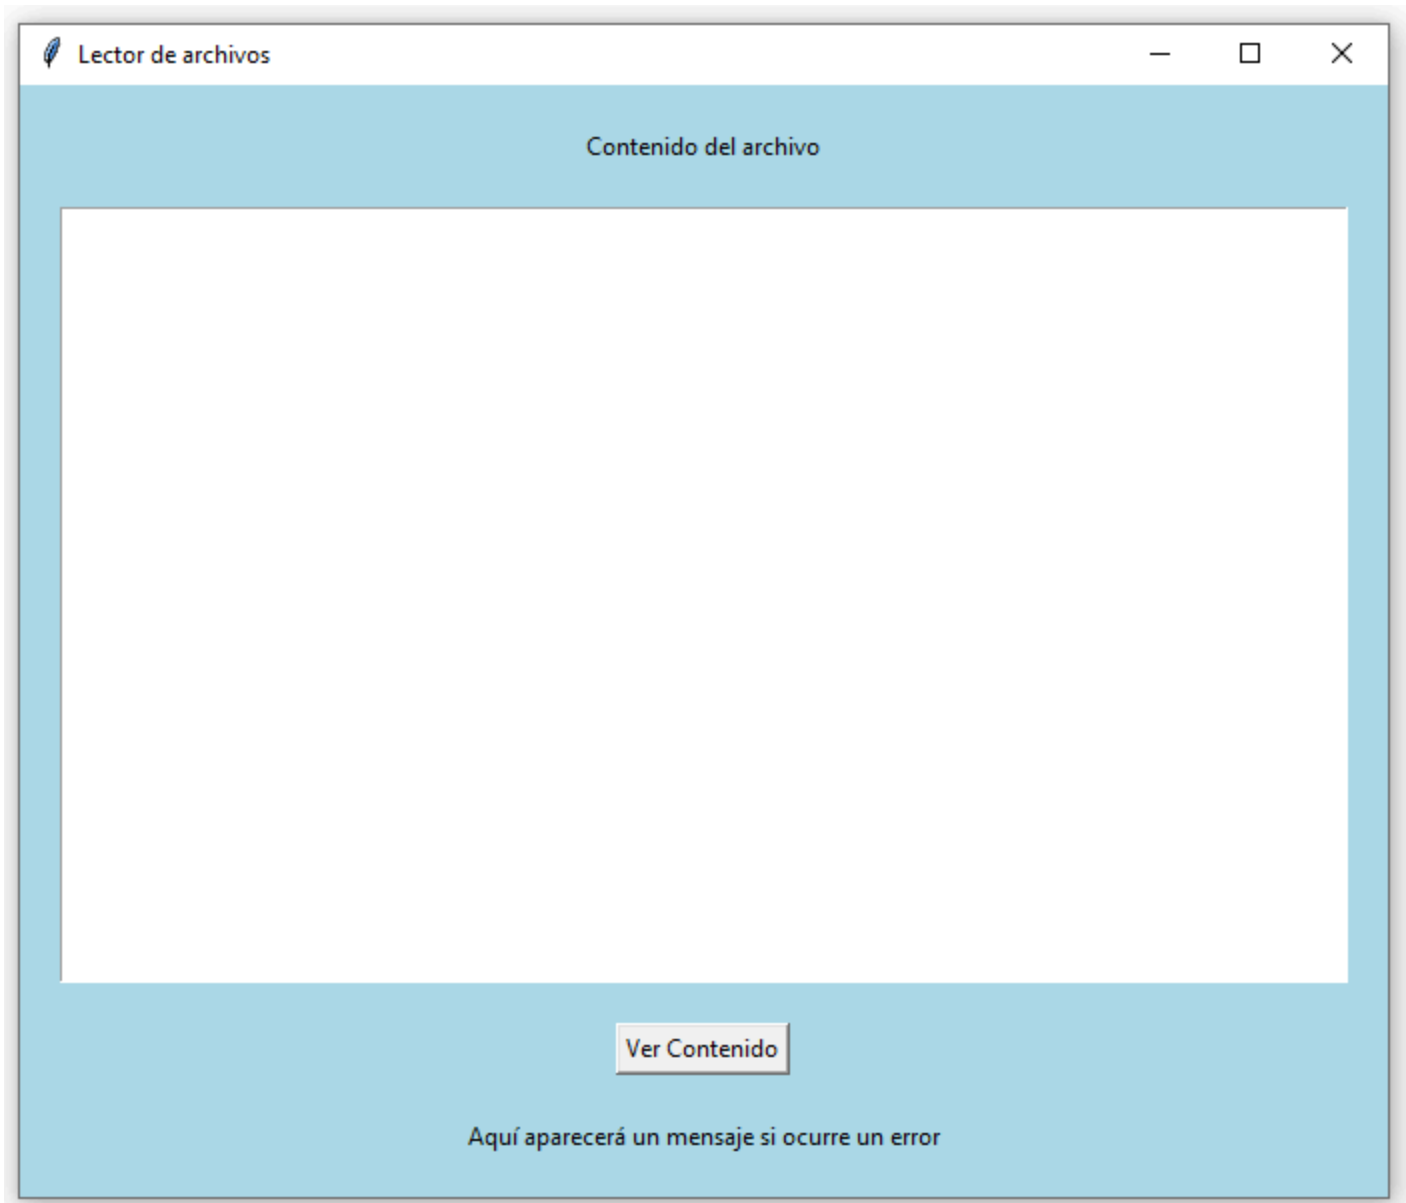 Lector de archivos
Contenido del archivo
Ver Contenido
Aquí aparecerá un mensaje si ocurre un error